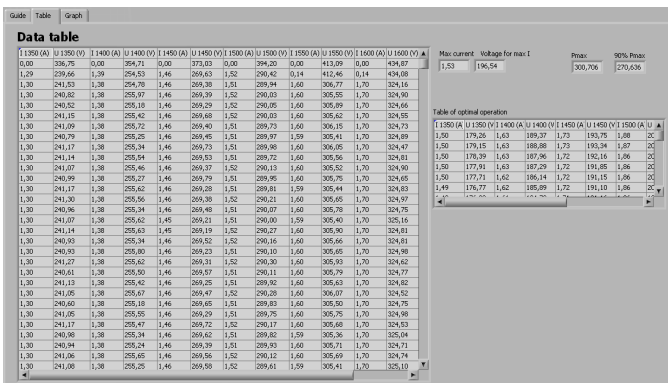 Guide Table Graph
Data table
I 1350 (A) U 1350 (V) I 1400 (A) U 1400 (V) I 1450 (A) U 1450 (V) I 1500 (A) U 1500 (V) I 1550 (A) U 1550 (V) I 1600 (A) U 1600 (V)
0,00 336,75 0,00 354,71 0,00 373,03 0,00 394,20 0,00 413,09 0,00 434,87
1,29 239,66 1,39 254,53 1,46 269,63 1,52 290,42 0,14 412,46 0,14 434,08
1,30 241,53 1,38 254,78 1,46 269,38 1,51 289,94 1,60 306,77 1,70 324,16
1,30 240,82 1,38 255,97 1,46 269,39 1,52 290,03 1,60 305,55 1,70 324,90
1,30 240,52 1,38 255,18 1,46 269,29 1,52 290,05 1,60 305,89 1,70 324,66
1,30 241,15 1,38 255,42 1,46 269,68 1,52 290,03 1,60 305,62 1,70 324,55
1,30 241,09 1,38 255,72 1,46 269,40 1,51 289,73 1,60 306,15 1,70 324,73
1,30 240,79 1,38 255,25 1,46 269,45 1,51 289,97 1,59 305,41 1,70 324,89
1,30 241,17 1,38 255,34 1,46 269,73 1,51 289,98 1,60 306,05 1,70 324,47
1,30 241,14 1,38 255,54 1,46 269,53 1,51 289,72 1,60 305,56 1,70 324,81
1,30 241,07 1,38 255,46 1,46 269,37 1,52 290,13 1,60 305,52 1,70 324,90
1,30 240,99 1,38 255,27 1,46 269,79 1,51 289,95 1,60 305,75 1,70 324,65
1,30 241,17 1,38 255,62 1,46 269,28 1,51 289,81 1,59 305,44 1,70 324,83
1,30 241,30 1,38 255,56 1,46 269,38 1,52 290,21 1,60 305,65 1,70 324,97
1,30 240,96 1,38 255,34 1,46 269,48 1,51 290,07 1,60 305,78 1,70 324,75
1,30 241,07 1,38 255,62 1,45 269,21 1,51 290,00 1,59 305,40 1,70 325,16
1,30 241,14 1,38 255,63 1,45 269,19 1,52 290,27 1,60 305,90 1,70 324,81
1,30 240,93 1,38 255,34 1,46 269,52 1,52 290,16 1,60 305,66 1,70 324,81
1,30 240,93 1,38 255,80 1,46 269,23 1,51 290,10 1,60 305,65 1,70 324,98
1,30 241,27 1,38 255,62 1,46 269,31 1,52 290,30 1,60 305,93 1,70 324,62
1,30 240,61 1,38 255,50 1,46 269,57 1,51 290,11 1,60 305,79 1,70 324,77
1,30 241,13 1,38 255,42 1,46 269,25 1,51 289,92 1,60 305,63 1,70 324,82
1,30 241,05 1,38 255,67 1,46 269,47 1,52 290,28 1,60 306,07 1,70 324,52
1,30 240,60 1,38 255,18 1,46 269,65 1,51 289,83 1,60 305,50 1,70 324,75
1,30 241,05 1,38 255,55 1,46 269,29 1,51 289,75 1,60 305,75 1,70 324,98
1,30 241,17 1,38 255,47 1,46 269,72 1,52 290,17 1,60 305,68 1,70 324,53
1,30 240,98 1,38 255,34 1,46 269,62 1,51 289,82 1,59 305,36 1,70 325,04
1,30 240,94 1,38 255,24 1,46 269,39 1,51 289,93 1,60 305,71 1,70 324,71
1,30 241,06 1,38 255,65 1,46 269,56 1,52 290,12 1,60 305,69 1,70 324,74
1,30 241,08 1,38 255,25 1,46 269,58 1,52 289,61 1,59 305,41 1,70 325,10
Max current Voltage for max I Pmax 90% Pmax
1,53 196,54 300,706 270,636
Table of optimal operation
I 1350 (A) U 1350 (V) I 1400 (A) U 1400 (V) I 1450 (A) U 1450 (V) I 1500 (A) U
1,50 179,26 1,63 189,37 1,73 193,75 1,88 20
1,50 179,15 1,63 188,88 1,73 193,34 1,87 20
1,50 178,39 1,63 187,96 1,72 192,16 1,86 20
1,50 177,91 1,63 187,29 1,72 191,85 1,86 20
1,50 177,71 1,62 186,14 1,72 191,15 1,86 20
1,49 176,77 1,62 185,89 1,72 191,10 1,86 20